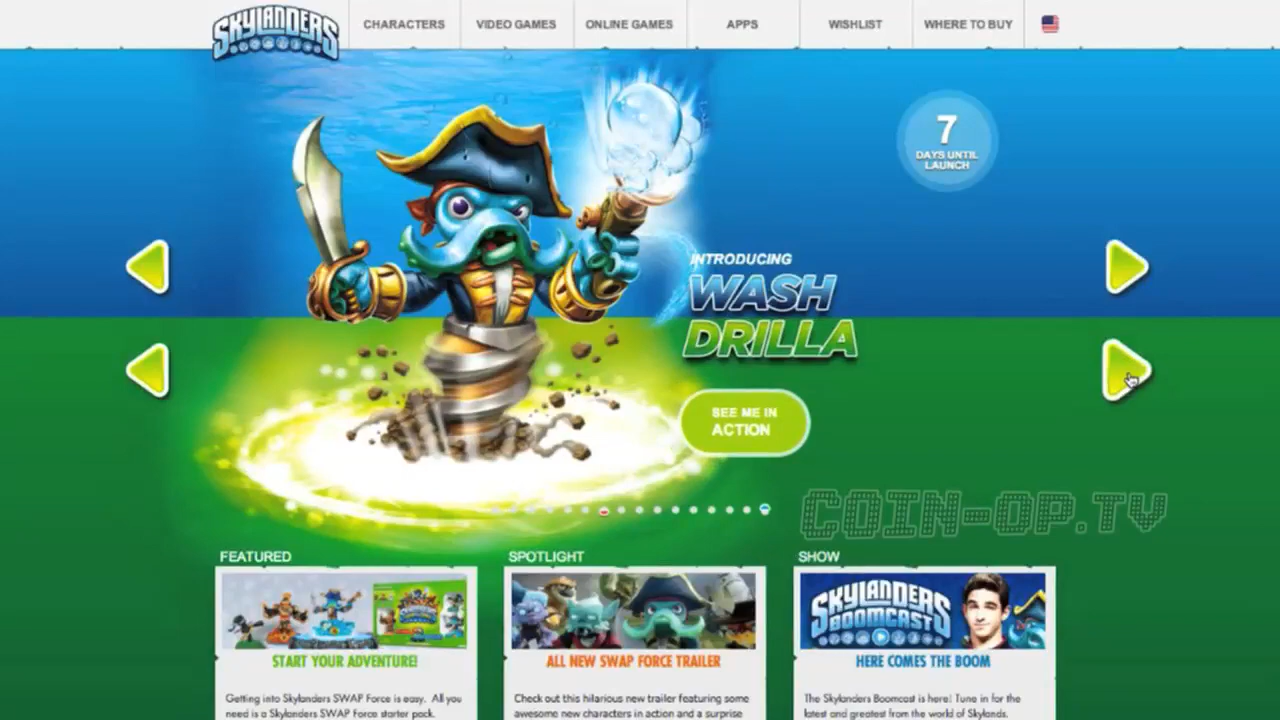 SKYLANDERS
CHARACTERS
VIDEO GAMES
ONLINE GAMES
APPS
WISHLIST
WHERE TO BUY
7
DAYS UNTIL
LAUNCH
INTRODUCING
WASH
DRILLA
SEE ME IN
ACTION
COIN-OP.TV
FEATURED
SPOTLIGHT
SHOW
SKYLANDERS
BOOMCAST
START YOUR ADVENTURE!
ALL NEW SWAP FORCE TRAILER
HERE COMES THE BOOM
Getting into Skylanders SWAP Force is easy. All you
need is a Skylanders SWAP Force starter pack.
Check out this hilarious new trailer featuring some
awesome new characters in action and a surprise
The Skylanders Boomcast is here! Tune in for the
latest and greatest from the world of Skylands.